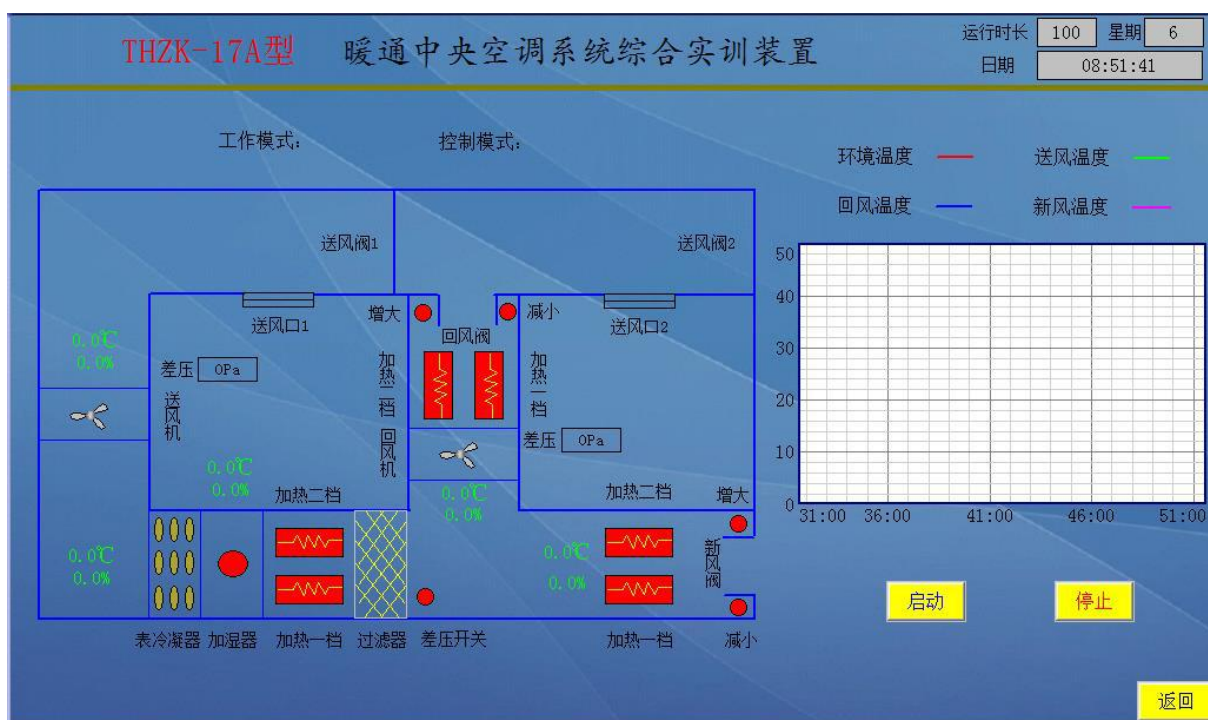 THZK-17A型 暖通中央空调系统综合实训装置
运行时长 100 星期 6
日期 08:51:41
工作模式: 控制模式:
环境温度 送风温度
回风温度 新风温度
送风阀1 送风阀2
50
40
30
20
10
0
31:00 36:00 41:00 46:00 51:00
送风口1 增大 减小 送风口2
回风阀
0.0℃
0.0%
差压 0Pa
加热二档
加热一档
送风机
回风机
差压 0Pa
0.0℃
0.0%
加热二档
0.0℃
0.0%
加热二档 增大
新风阀
0.0℃
0.0%
0.0℃
0.0%
启动 停止
表冷凝器 加湿器 加热一档 过滤器 差压开关 加热一档 减小
返回